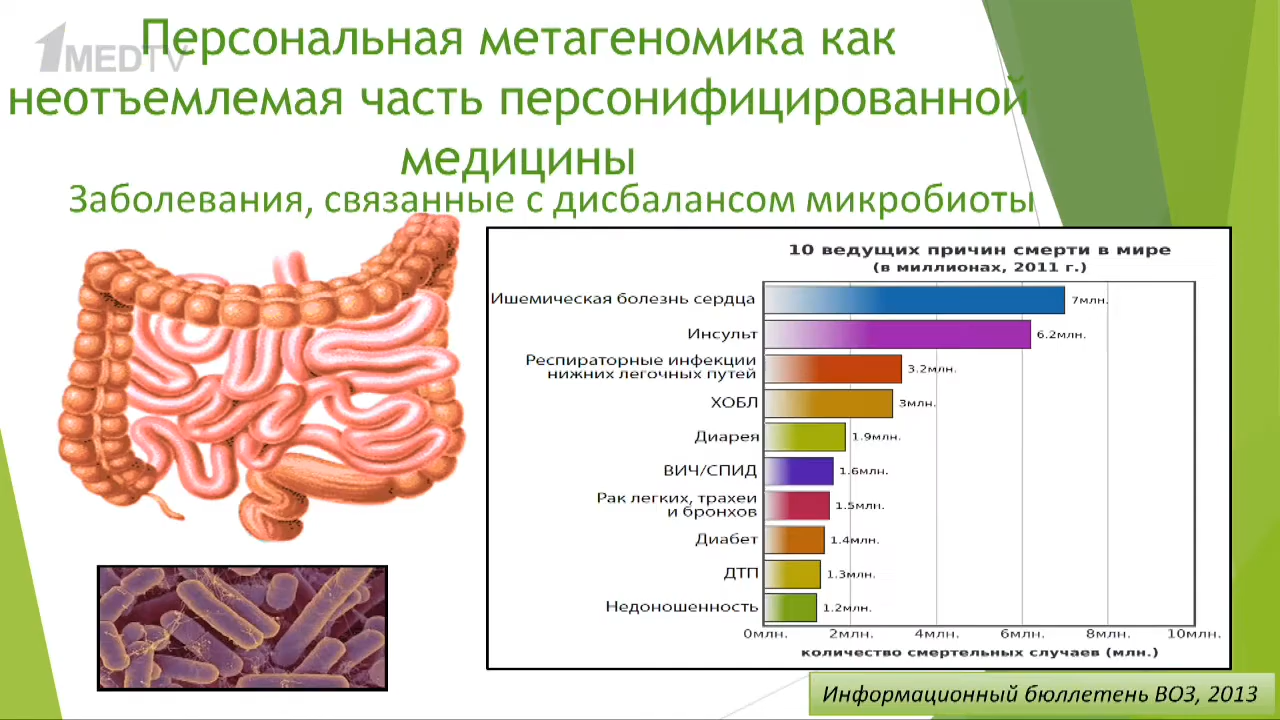 1MEDTV
Персональная метагеномика как
неотъемлемая часть персонифицированной
медицины
Заболевания, связанные с дисбалансом микробиоты
10 ведущих причин смерти в мире
(в миллионах, 2011 г.)
Ишемическая болезнь сердца 7млн.
Инсульт 6.2млн.
Респираторные инфекции
нижних легочных путей 3.2млн.
ХОБЛ 3млн.
Диарея 1.9млн.
ВИЧ/СПИД 1.6млн.
Рак легких, трахеи
и бронхов 1.5млн.
Диабет 1.4млн.
ДТП 1.3млн.
Недоношенность 1.2млн.
0млн. 2млн. 4млн. 6млн. 8млн. 10млн.
количество смертельных случаев (млн.)
Информационный бюллетень ВОЗ, 2013